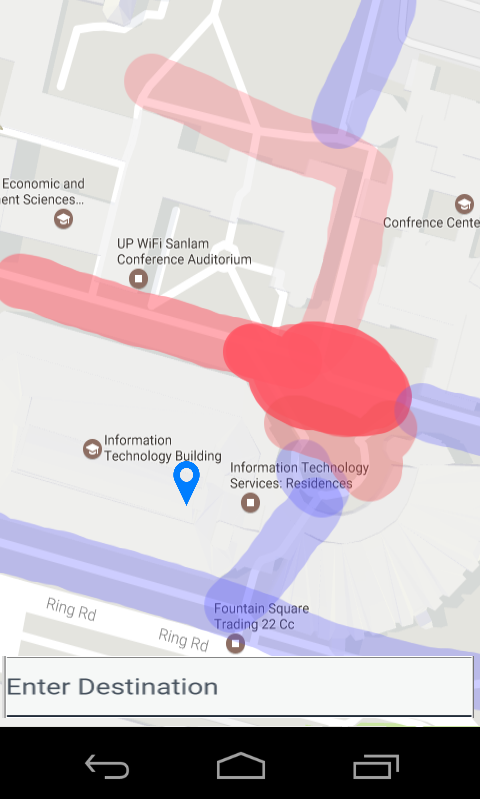 Economic and
ent Sciences...
Confrence Cente
UP WiFi Sanlam
Conference Auditorium
Information
Technology Building
Information Technology
Services: Residences
Fountain Square
Trading 22 Cc
Ring Rd
Ring Rd
Enter Destination